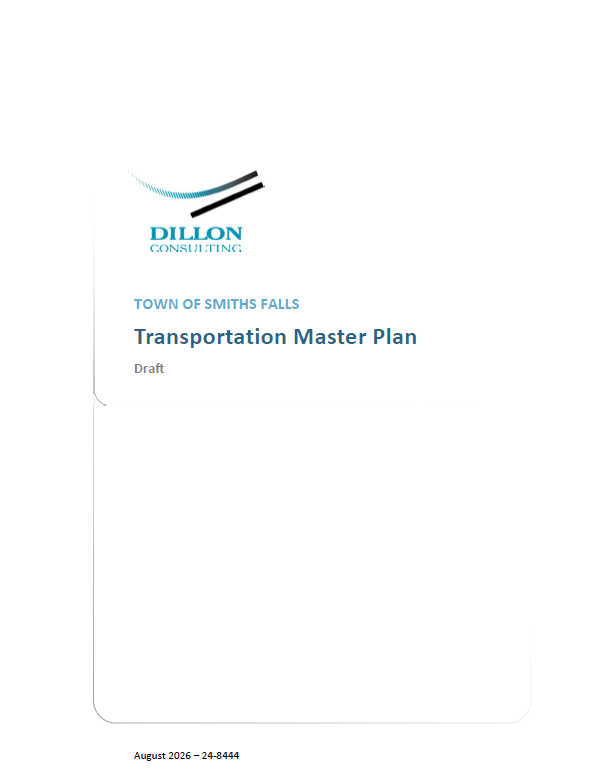 DILLON
CONSULTING
TOWN OF SMITHS FALLS
Transportation Master Plan
Draft
August 2026 – 24-8444